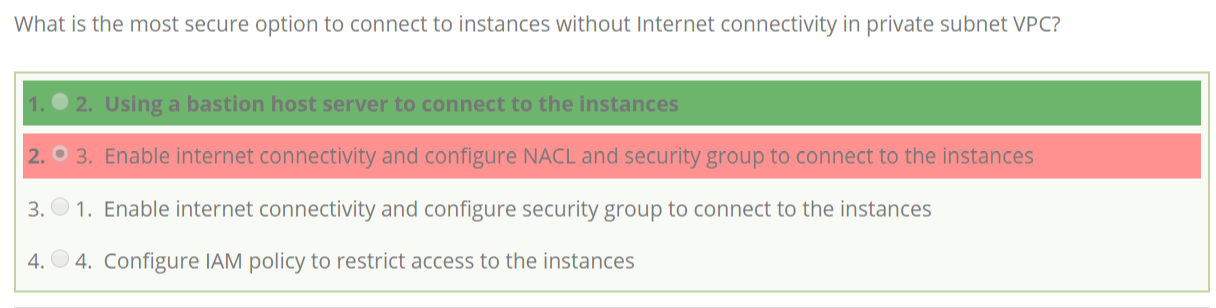 What is the most secure option to connect to instances without Internet connectivity in private subnet VPC?
1. 2. Using a bastion host server to connect to the instances
2. 3. Enable internet connectivity and configure NACL and security group to connect to the instances
3. 1. Enable internet connectivity and configure security group to connect to the instances
4. 4. Configure IAM policy to restrict access to the instances